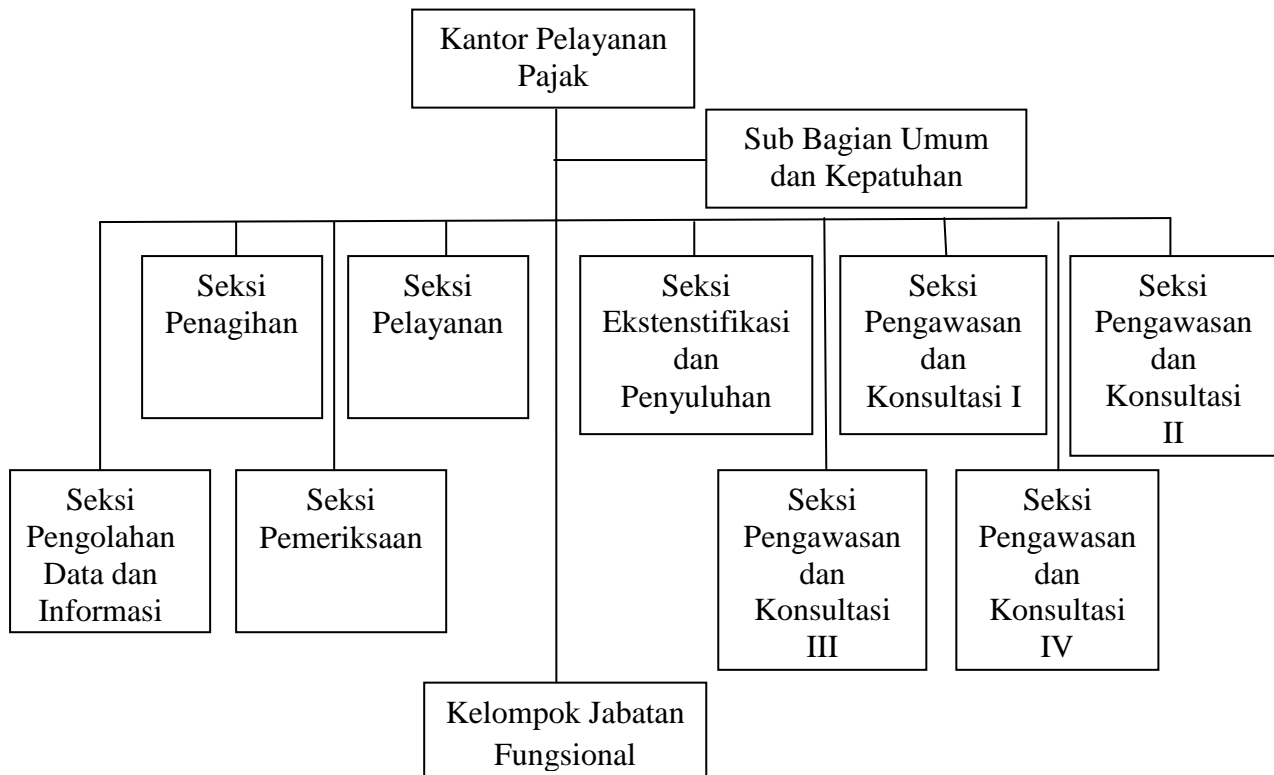 Kantor Pelayanan
Pajak
Sub Bagian Umum
dan Kepatuhan
Seksi
Penagihan
Seksi
Pelayanan
Seksi
Ekstenstifikasi
dan
Penyuluhan
Seksi
Pengawasan
dan
Konsultasi I
Seksi
Pengawasan
dan
Konsultasi
II
Seksi
Pengolahan
Data dan
Informasi
Seksi
Pemeriksaan
Seksi
Pengawasan
dan
Konsultasi
III
Seksi
Pengawasan
dan
Konsultasi
IV
Kelompok Jabatan
Fungsional